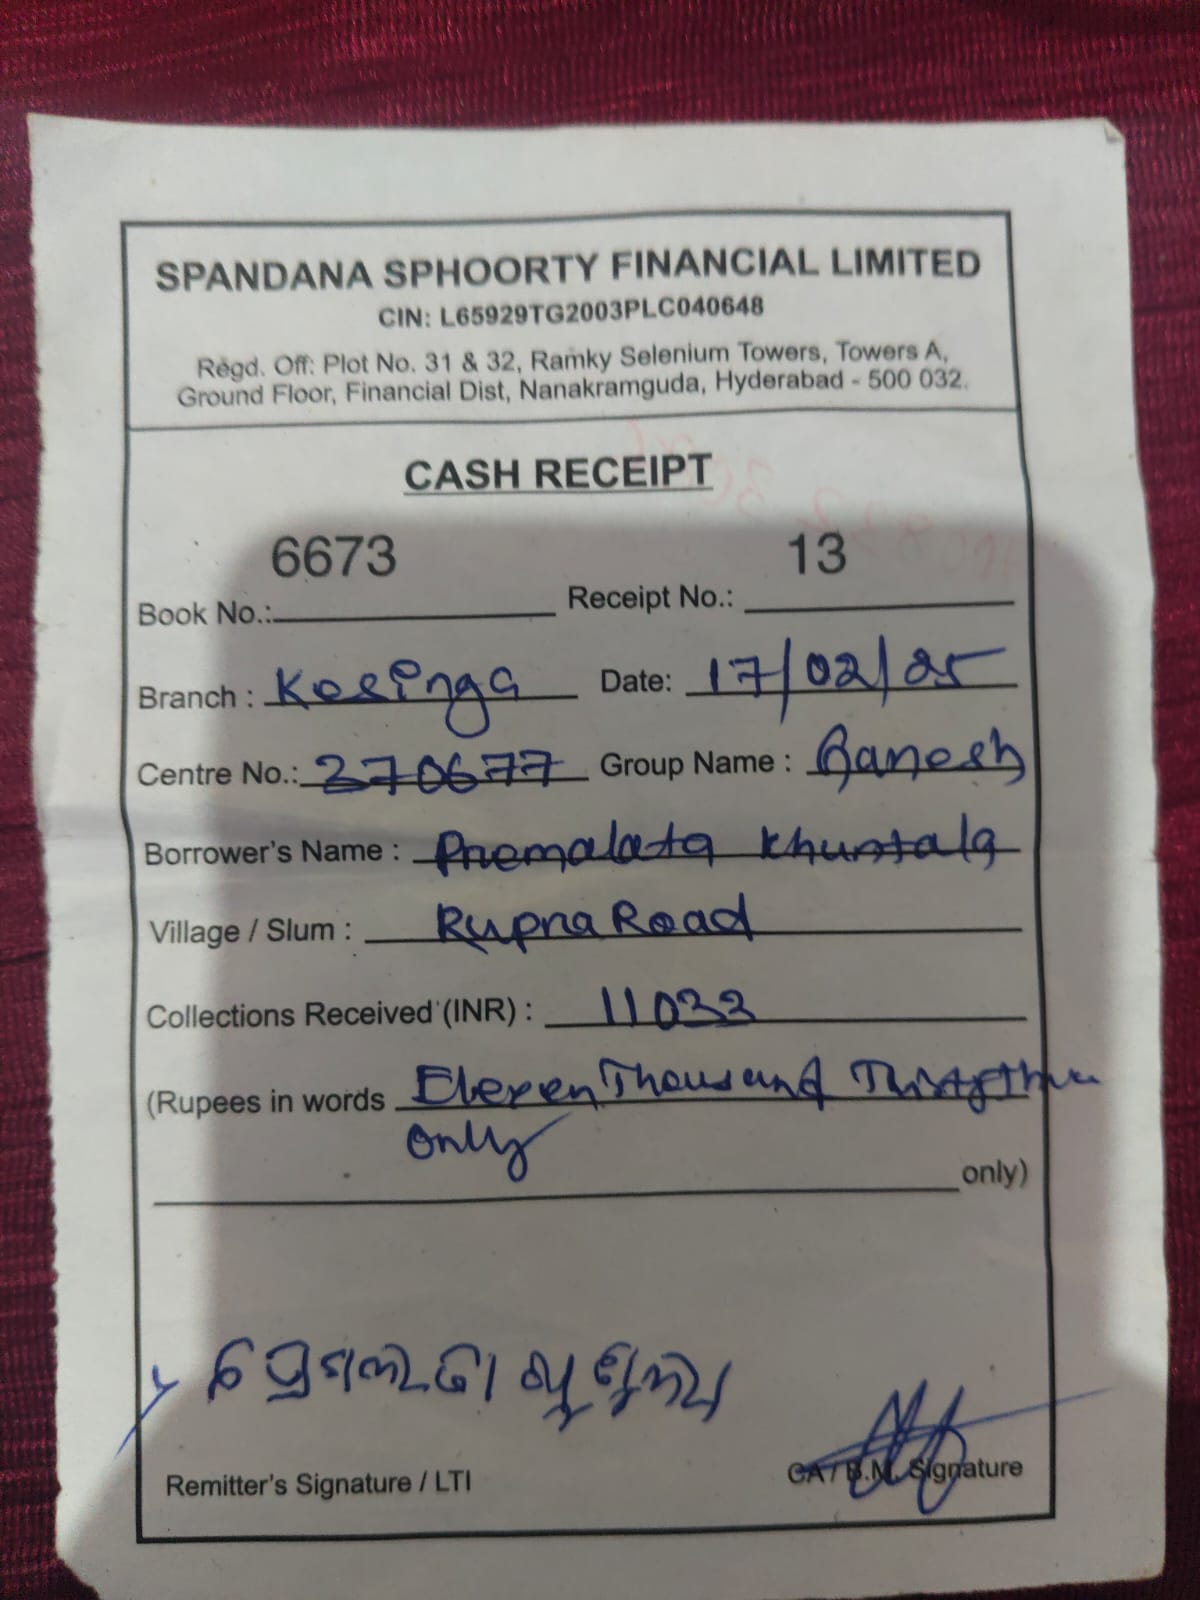 SPANDANA SPHOORTY FINANCIAL LIMITED
CIN: L65929TG2003PLC040648
Regd. Off: Plot No. 31 & 32, Ramky Selenium Towers, Towers A,
Ground Floor, Financial Dist, Nanakramguda, Hyderabad - 500 032.
CASH RECEIPT
Book No.: 6673 Receipt No.: 13
Branch : Kesinga Date: 17/02/25
Centre No.: 370677 Group Name : Ganesh
Borrower's Name : Premalata Khuntala
Village / Slum : Rupna Road
Collections Received (INR) : 11033
(Rupees in words Eleven Thousand
only
only)
Remitter's Signature / LTI CA / B.M. Signature